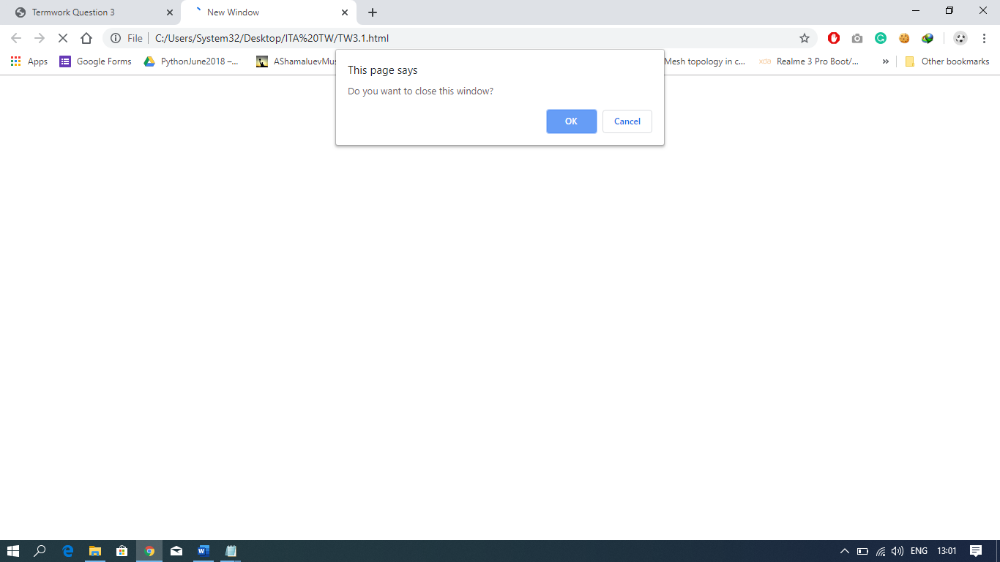 Termwork Question 3
New Window
File
C:/Users/System32/Desktop/ITA%20TW/TW3.1.html
Apps
Google Forms
PythonJune2018 –...
AShamaluevMus
Mesh topology in c...
xda
Realme 3 Pro Boot/...
»
Other bookmarks
This page says
Do you want to close this window?
OK
Cancel
ENG
13:01